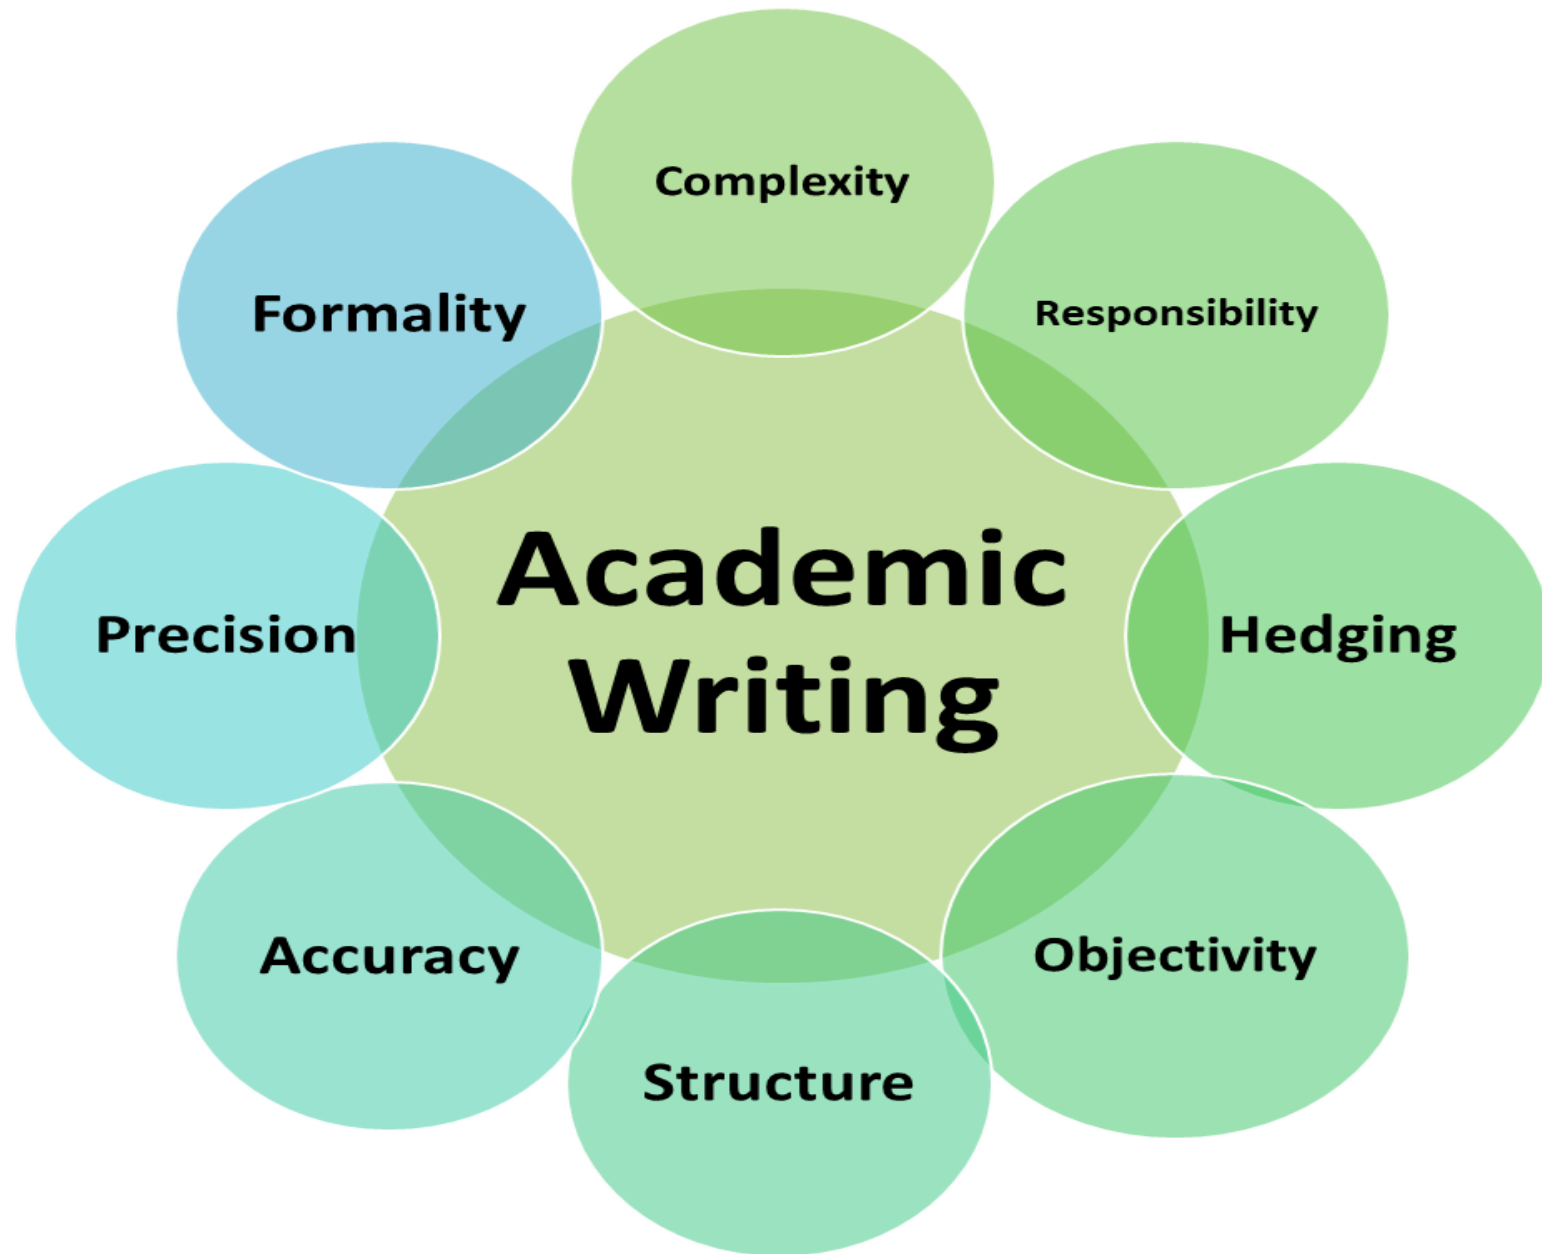 Complexity
Formality
Responsibility
Academic
Writing
Precision
Hedging
Accuracy
Objectivity
Structure